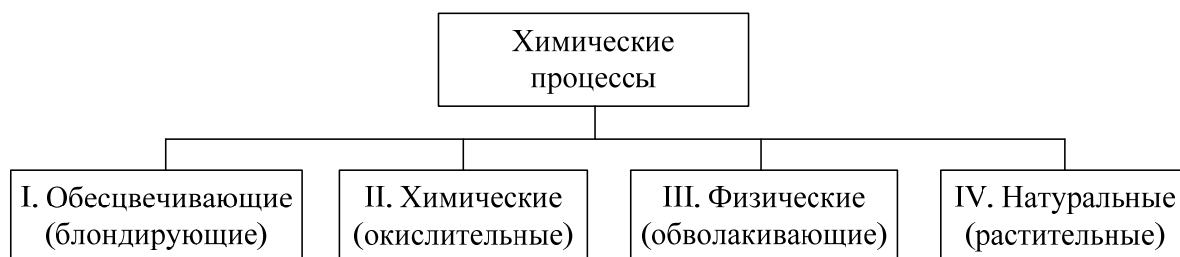 Химические
процессы
I. Обесцвечивающие
(блондирующие)
II. Химические
(окислительные)
III. Физические
(обволакивающие)
IV. Натуральные
(растительные)